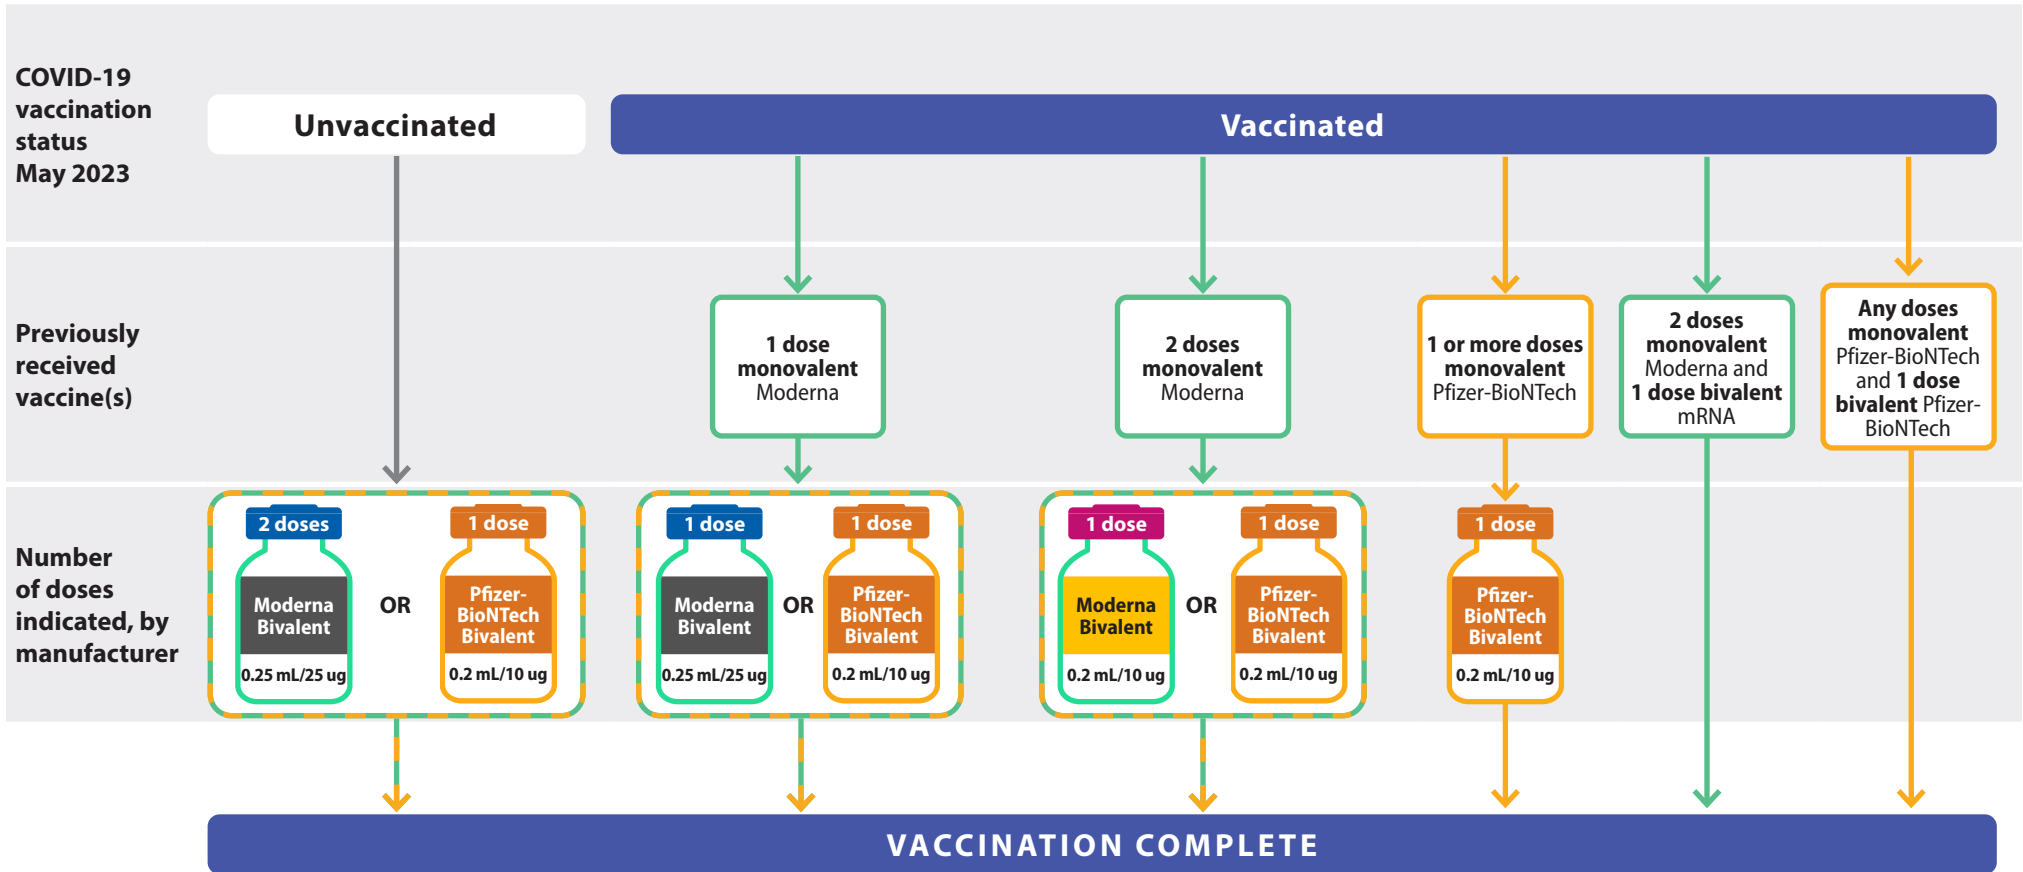 COVID-19
vaccination
status
May 2023
Unvaccinated
Vaccinated
Previously
received
vaccine(s)
1 dose
monovalent
Moderna
2 doses
monovalent
Moderna
1 or more doses
monovalent
Pfizer-BioNTech
2 doses
monovalent
Moderna and
1 dose bivalent
mRNA
Any doses
monovalent
Pfizer-BioNTech
and 1 dose
bivalent Pfizer-
BioNTech
Number
of doses
indicated, by
manufacturer
2 doses
Moderna
Bivalent
0.25 mL/25 ug
OR
1 dose
Pfizer-
BioNTech
Bivalent
0.2 mL/10 ug
1 dose
Moderna
Bivalent
0.25 mL/25 ug
OR
1 dose
Pfizer-
BioNTech
Bivalent
0.2 mL/10 ug
1 dose
Moderna
Bivalent
0.2 mL/10 ug
OR
1 dose
Pfizer-
BioNTech
Bivalent
0.2 mL/10 ug
1 dose
Pfizer-
BioNTech
Bivalent
0.2 mL/10 ug
VACCINATION COMPLETE